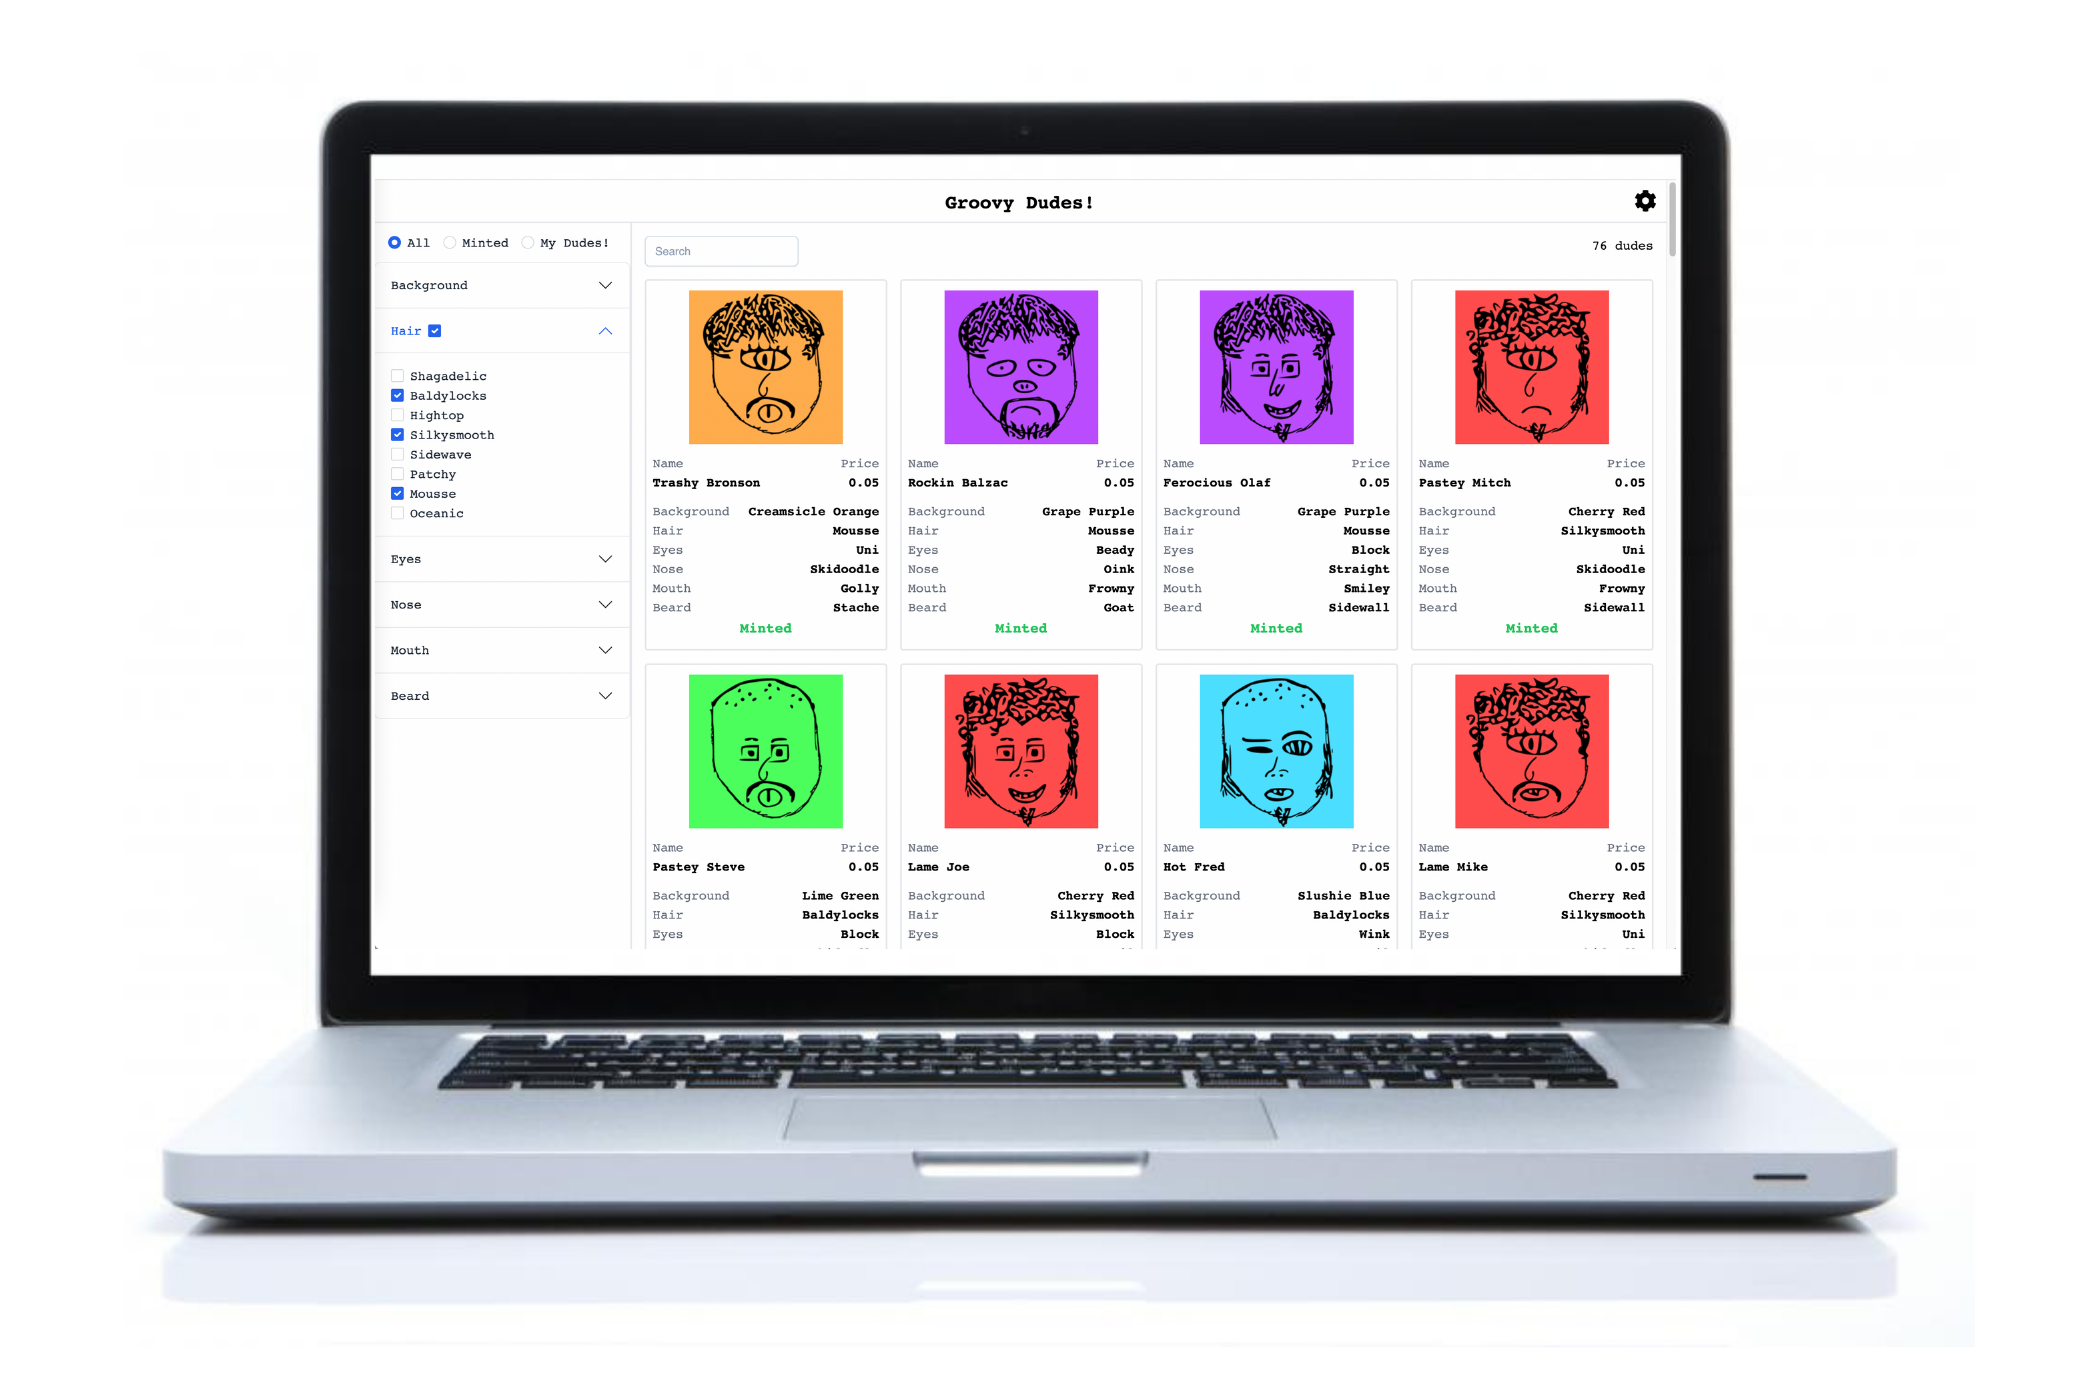 Groovy Dudes!
All Minted My Dudes!
Search
76 dudes
Background
Hair
Shagadelic
Baldylocks
Hightop
Silkysmooth
Sidewave
Patchy
Mousse
Oceanic
Eyes
Nose
Mouth
Beard
Name Price
Trashy Bronson 0.05
Background Creamsicle Orange
Hair Mousse
Eyes Uni
Nose Skidoodle
Mouth Golly
Beard Stache
Minted
Name Price
Rockin Balzac 0.05
Background Grape Purple
Hair Mousse
Eyes Beady
Nose Oink
Mouth Frowny
Beard Goat
Minted
Name Price
Ferocious Olaf 0.05
Background Grape Purple
Hair Mousse
Eyes Block
Nose Straight
Mouth Smiley
Beard Sidewall
Minted
Name Price
Pastey Mitch 0.05
Background Cherry Red
Hair Silkysmooth
Eyes Uni
Nose Skidoodle
Mouth Frowny
Beard Sidewall
Minted
Name Price
Pastey Steve 0.05
Background Lime Green
Hair Baldylocks
Eyes Block
Name Price
Lame Joe 0.05
Background Cherry Red
Hair Silkysmooth
Eyes Block
Name Price
Hot Fred 0.05
Background Slushie Blue
Hair Baldylocks
Eyes Wink
Name Price
Lame Mike 0.05
Background Cherry Red
Hair Silkysmooth
Eyes Uni